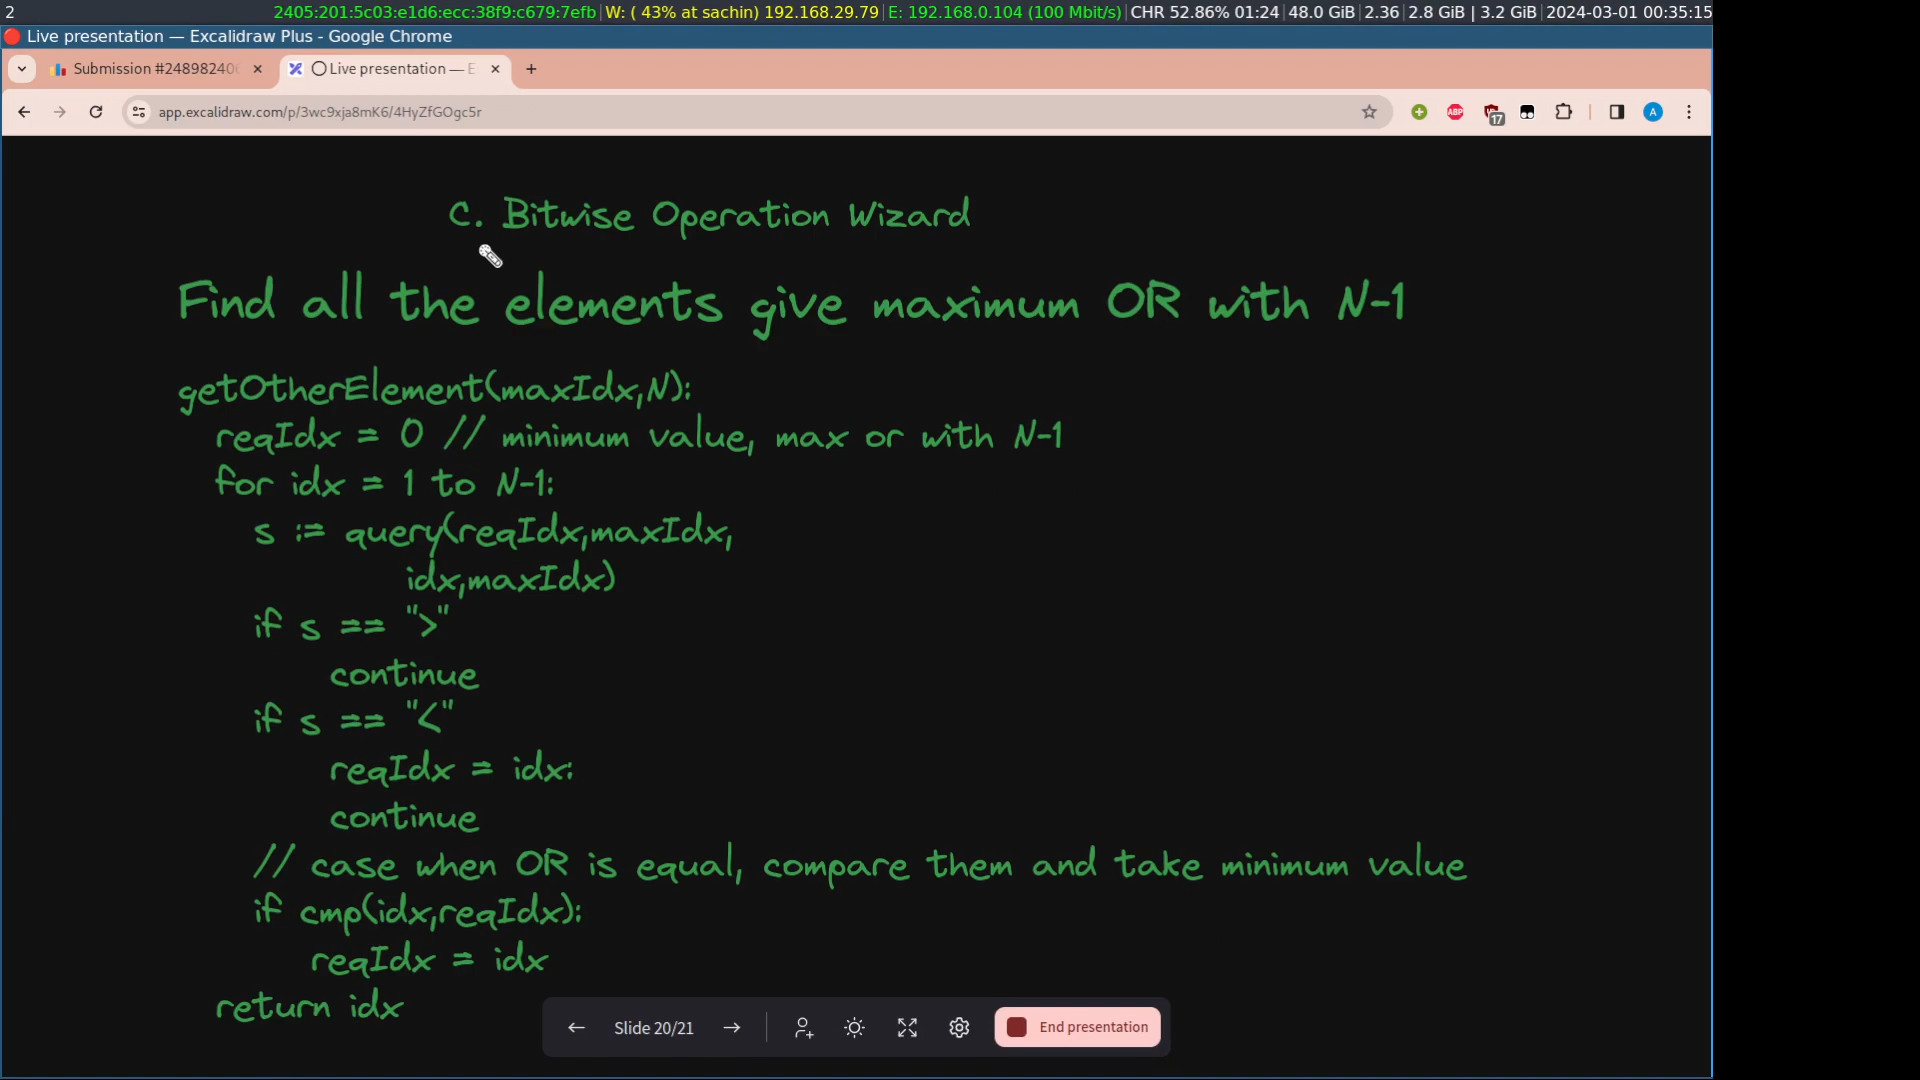 2
2405:201:5c03:e1d6:ecc:38f9:c679:7efb|W: ( 43% at sachin) 192.168.29.79|E: 192.168.0.104 (100 Mbit/s)|CHR 52.86% 01:24|48.0 GiB|2.36|2.8 GiB | 3.2 GiB|2024-03-01 00:35:15
Live presentation — Excalidraw Plus - Google Chrome
Submission #24898240
Live presentation — E
app.excalidraw.com/p/3wc9xja8mK6/4HyZfGOgc5r
ABP
17
A
C. Bitwise Operation Wizard
Find all the elements give maximum OR with N-1
getOtherElement(maxIdx,N):
reqIdx = 0 // minimum value, max or with N-1
for idx = 1 to N-1:
s := query(reqIdx,maxIdx,
idx,maxIdx)
if s == ">"
continue
if s == "<"
reqIdx = idx:
continue
// case when OR is equal, compare them and take minimum value
if cmp(idx,reqIdx):
reqIdx = idx
return idx
Slide 20/21
End presentation